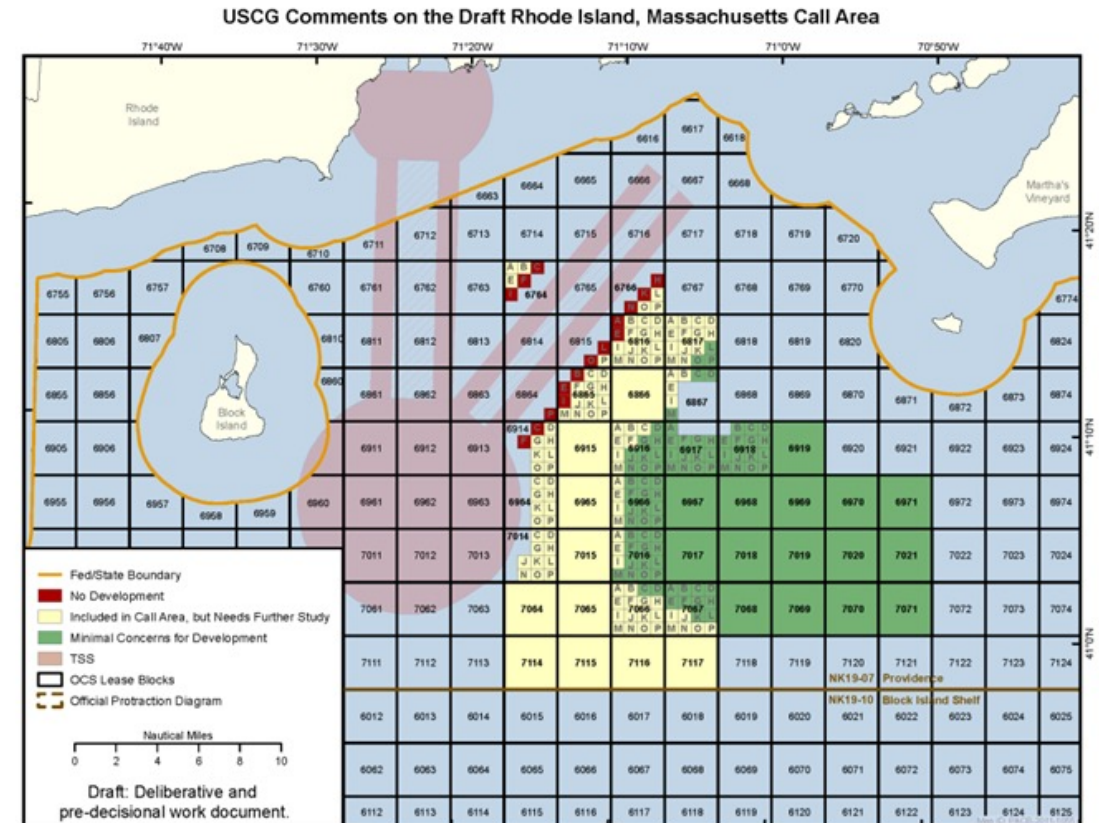 USCG Comments on the Draft Rhode Island, Massachusetts Call Area
71°40'W 71°30'W 71°20'W 71°10'W 71°0'W 70°50'W
Rhode
Island
Martha's
Vineyard
Block
Island
41°20'N
41°10'N
41°0'N
6616 6617 6618
6663 6664 6665 6666 6667 6668
6708 6709 6710 6711 6712 6713 6714 6715 6716 6717 6718 6719 6720
6755 6756 6757 6760 6761 6762 6763 6764 6765 6766 6767 6768 6769 6770 6774
6805 6806 6807 6810 6811 6812 6813 6814 6815 6816 6817 6818 6819 6820 6824
6855 6856 6860 6861 6862 6863 6864 6865 6866 6867 6868 6869 6870 6871 6872 6873 6874
6905 6906 6911 6912 6913 6914 6915 6916 6917 6918 6919 6920 6921 6922 6923 6924
6955 6956 6957 6958 6959 6960 6961 6962 6963 6964 6965 6966 6967 6968 6969 6970 6971 6972 6973 6974
7011 7012 7013 7014 7015 7016 7017 7018 7019 7020 7021 7022 7023 7024
7061 7062 7063 7064 7065 7066 7067 7068 7069 7070 7071 7072 7073 7074
7111 7112 7113 7114 7115 7116 7117 7118 7119 7120 7121 7122 7123 7124
NK19-07 Providence
NK19-10 Block Island Shelf
6012 6013 6014 6015 6016 6017 6018 6019 6020 6021 6022 6023 6024 6025
6062 6063 6064 6065 6066 6067 6068 6069 6070 6071 6072 6073 6074 6075
6112 6113 6114 6115 6116 6117 6118 6119 6120 6121 6122 6123 6124 6125
Fed/State Boundary
No Development
Included in Call Area, but Needs Further Study
Minimal Concerns for Development
TSS
OCS Lease Blocks
Official Protraction Diagram
Nautical Miles
0 2 4 6 8 10
Draft: Deliberative and
pre-decisional work document.